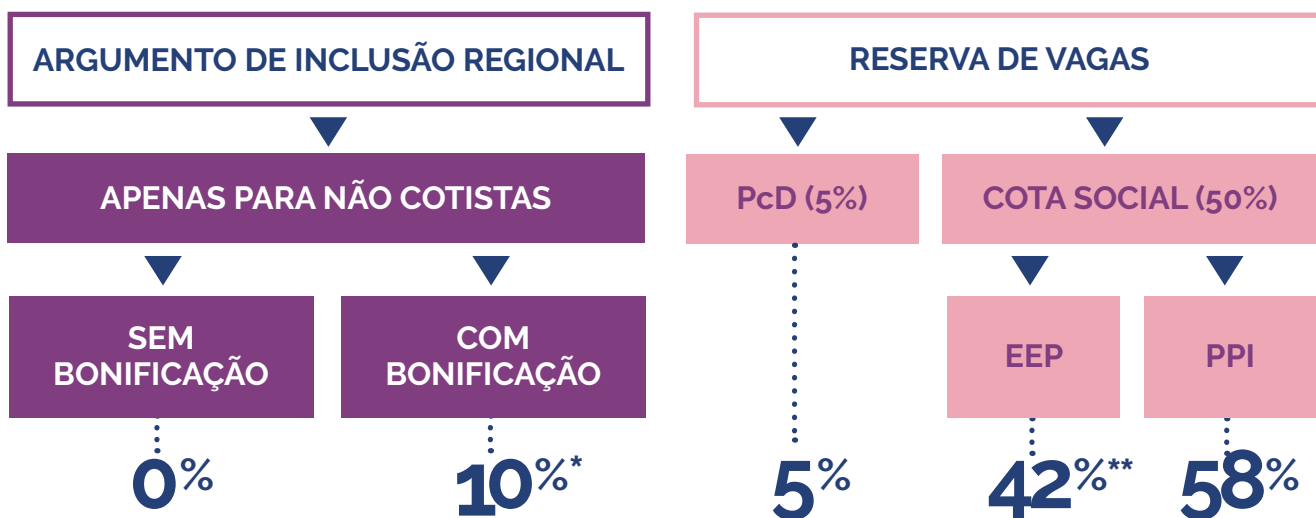 ARGUMENTO DE INCLUSÃO REGIONAL
RESERVA DE VAGAS
APENAS PARA NÃO COTISTAS
PcD (5%)
COTA SOCIAL (50%)
SEM
BONIFICAÇÃO
COM
BONIFICAÇÃO
EEP
PPI
0%
10%*
5%
42%**
58%